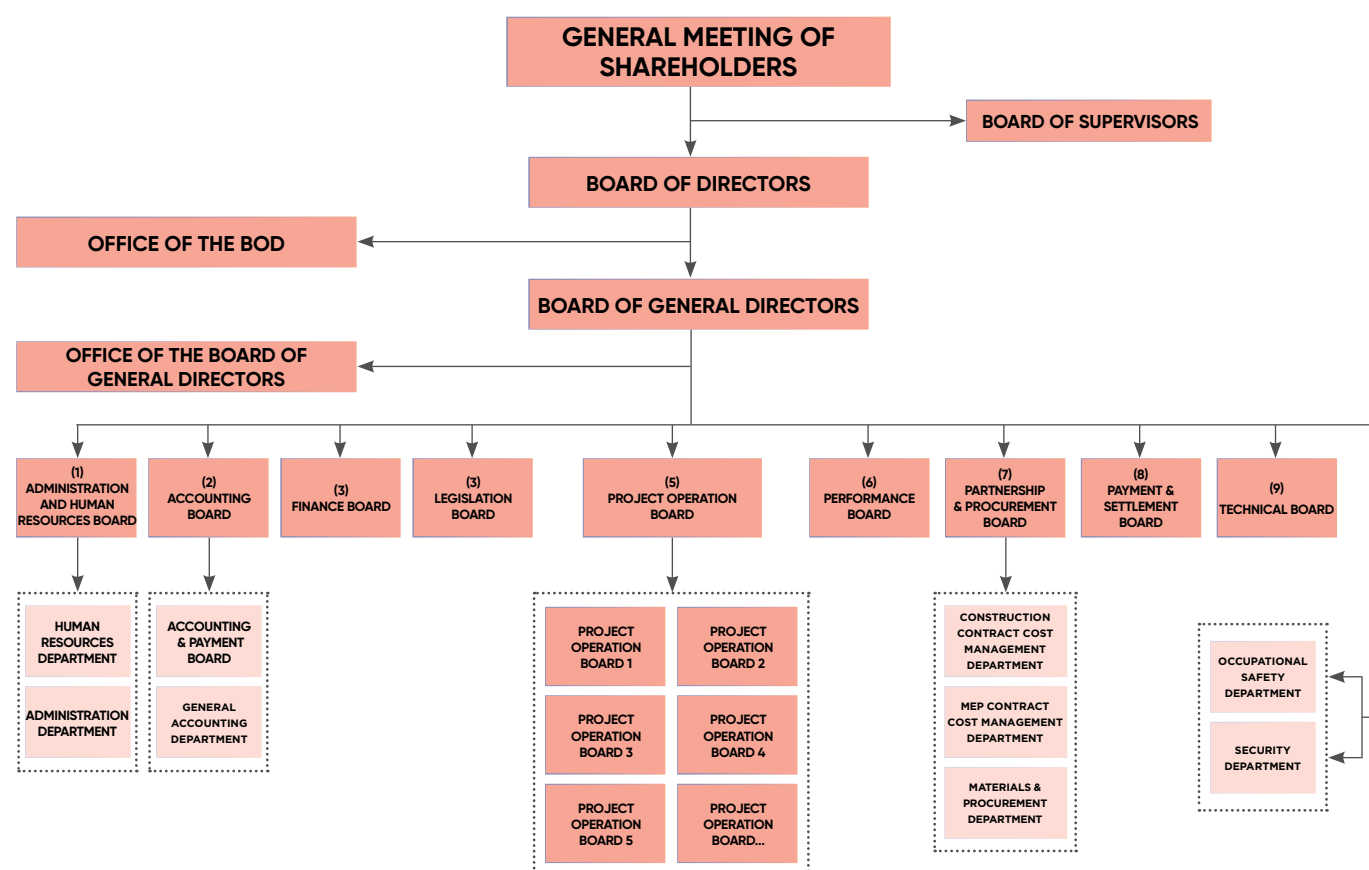 GENERAL MEETING OF
SHAREHOLDERS
BOARD OF SUPERVISORS
BOARD OF DIRECTORS
OFFICE OF THE BOD
BOARD OF GENERAL DIRECTORS
OFFICE OF THE BOARD OF
GENERAL DIRECTORS
(1)
ADMINISTRATION
AND HUMAN
RESOURCES BOARD
(2)
ACCOUNTING
BOARD
(3)
FINANCE BOARD
(3)
LEGISLATION
BOARD
(5)
PROJECT OPERATION
BOARD
(6)
PERFORMANCE
BOARD
(7)
PARTNERSHIP
& PROCUREMENT
BOARD
(8)
PAYMENT &
SETTLEMENT
BOARD
(9)
TECHNICAL BOARD
HUMAN
RESOURCES
DEPARTMENT
ADMINISTRATION
DEPARTMENT
ACCOUNTING
& PAYMENT
BOARD
GENERAL
ACCOUNTING
DEPARTMENT
PROJECT
OPERATION
BOARD 1
PROJECT
OPERATION
BOARD 2
PROJECT
OPERATION
BOARD 3
PROJECT
OPERATION
BOARD 4
PROJECT
OPERATION
BOARD 5
PROJECT
OPERATION
BOARD...
CONSTRUCTION
CONTRACT COST
MANAGEMENT
DEPARTMENT
MEP CONTRACT
COST MANAGEMENT
DEPARTMENT
MATERIALS &
PROCUREMENT
DEPARTMENT
OCCUPATIONAL
SAFETY
DEPARTMENT
SECURITY
DEPARTMENT